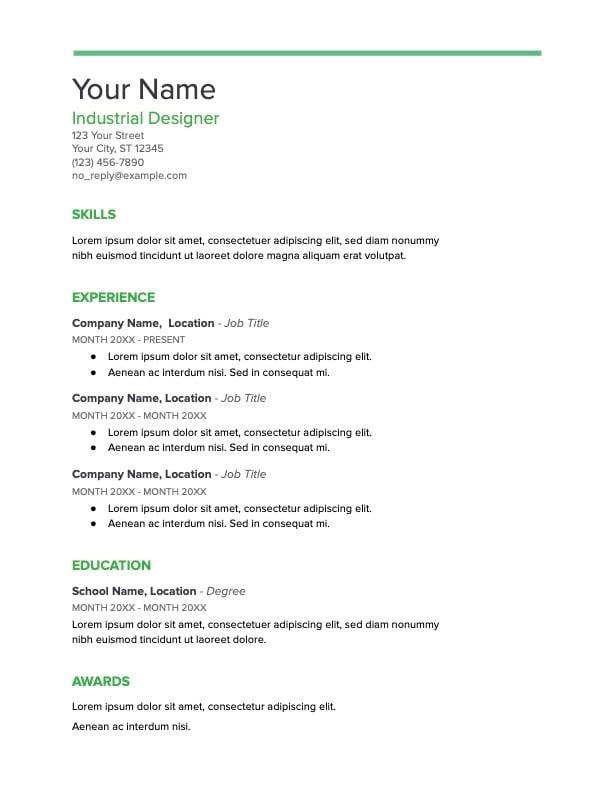 Your Name
Industrial Designer
123 Your Street
Your City, ST 12345
(123) 456-7890
no_reply@example.com
SKILLS
Lorem ipsum dolor sit amet, consectetuer adipiscing elit, sed diam nonummy
nibh euismod tincidunt ut laoreet dolore magna aliquam erat volutpat.
EXPERIENCE
Company Name,  Location - Job Title
MONTH 20XX - PRESENT
● Lorem ipsum dolor sit amet, consectetur adipiscing elit.
● Aenean ac interdum nisi. Sed in consequat mi.
Company Name, Location - Job Title
MONTH 20XX - MONTH 20XX
● Lorem ipsum dolor sit amet, consectetur adipiscing elit.
● Aenean ac interdum nisi. Sed in consequat mi.
Company Name, Location - Job Title
MONTH 20XX - MONTH 20XX
● Lorem ipsum dolor sit amet, consectetur adipiscing elit.
● Aenean ac interdum nisi. Sed in consequat mi.
EDUCATION
School Name, Location - Degree
MONTH 20XX - MONTH 20XX
Lorem ipsum dolor sit amet, consectetuer adipiscing elit, sed diam nonummy
nibh euismod tincidunt ut laoreet dolore.
AWARDS
Lorem ipsum dolor sit amet, consectetur adipiscing elit.
Aenean ac interdum nisi.